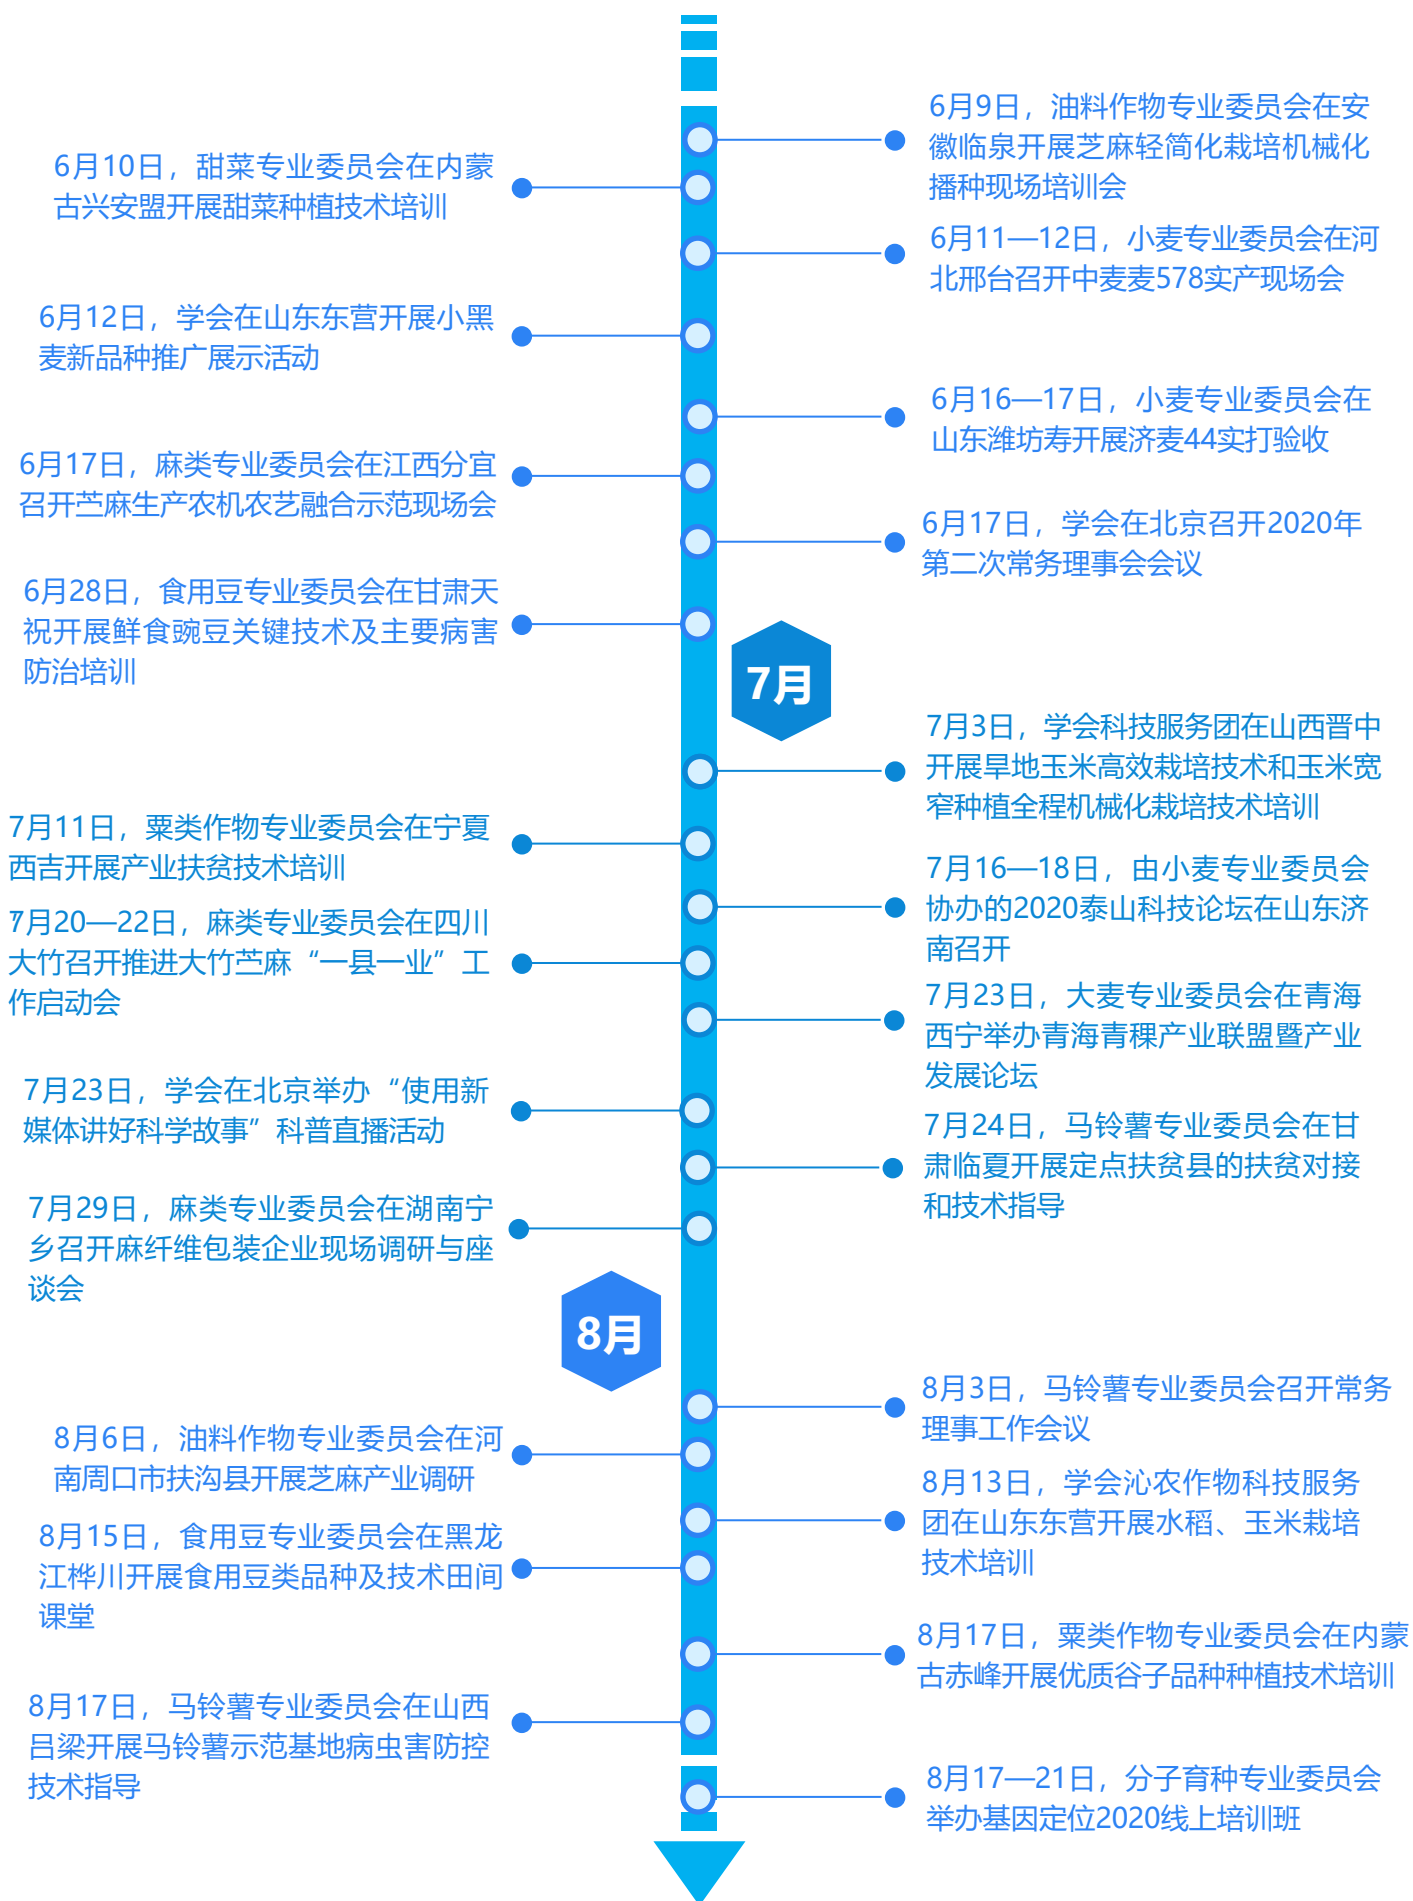 6月9日，油料作物专业委员会在安
徽临泉开展芝麻轻简化栽培机械化
播种现场培训会
6月10日，甜菜专业委员会在内蒙
古兴安盟开展甜菜种植技术培训
6月11—12日，小麦专业委员会在河
北邢台召开中麦麦578实产现场会
6月12日，学会在山东东营开展小黑
麦新品种推广展示活动
6月16—17日，小麦专业委员会在
山东潍坊寿开展济麦44实打验收
6月17日，麻类专业委员会在江西分宜
召开苎麻生产农机农艺融合示范现场会
6月17日，学会在北京召开2020年
第二次常务理事会会议
6月28日，食用豆专业委员会在甘肃天
祝开展鲜食豌豆关键技术及主要病害
防治培训
7月
7月3日，学会科技服务团在山西晋中
开展旱地玉米高效栽培技术和玉米宽
窄种植全程机械化栽培技术培训
7月11日，粟类作物专业委员会在宁夏
西吉开展产业扶贫技术培训
7月16—18日，由小麦专业委员会
协办的2020泰山科技论坛在山东济
南召开
7月20—22日，麻类专业委员会在四川
大竹召开推进大竹苎麻“一县一业”工
作启动会
7月23日，大麦专业委员会在青海
西宁举办青海青稞产业联盟暨产业
发展论坛
7月23日，学会在北京举办“使用新
媒体讲好科学故事”科普直播活动
7月24日，马铃薯专业委员会在甘
肃临夏开展定点扶贫县的扶贫对接
和技术指导
7月29日，麻类专业委员会在湖南宁
乡召开麻纤维包装企业现场调研与座
谈会
8月
8月3日，马铃薯专业委员会召开常务
理事工作会议
8月6日，油料作物专业委员会在河
南周口市扶沟县开展芝麻产业调研
8月13日，学会沁农作物科技服务
团在山东东营开展水稻、玉米栽培
技术培训
8月15日，食用豆专业委员会在黑龙
江桦川开展食用豆类品种及技术田间
课堂
8月17日，粟类作物专业委员会在内蒙
古赤峰开展优质谷子品种种植技术培训
8月17日，马铃薯专业委员会在山西
吕梁开展马铃薯示范基地病虫害防控
技术指导
8月17—21日，分子育种专业委员会
举办基因定位2020线上培训班